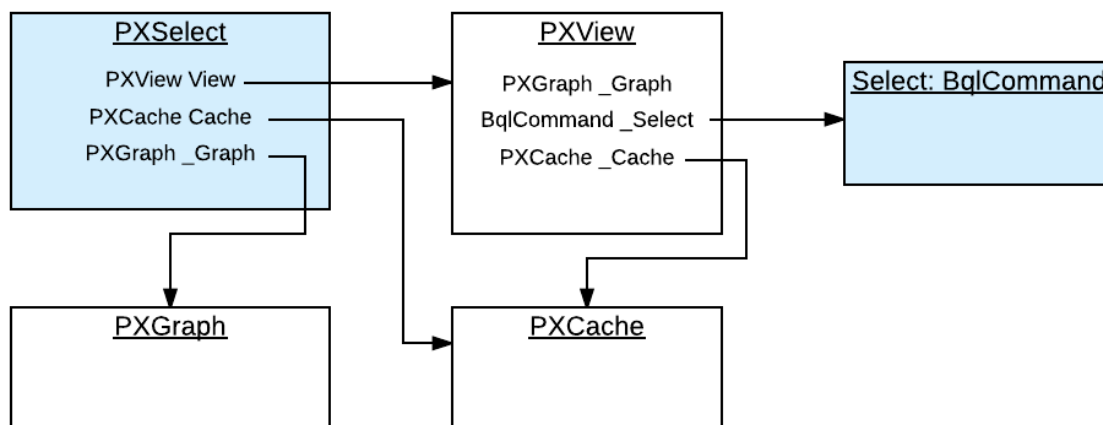 PXSelect
PXView View
PXCache Cache
PXGraph _Graph
PXView
PXGraph _Graph
BqlCommand _Select
PXCache _Cache
Select: BqlCommand
PXGraph
PXCache